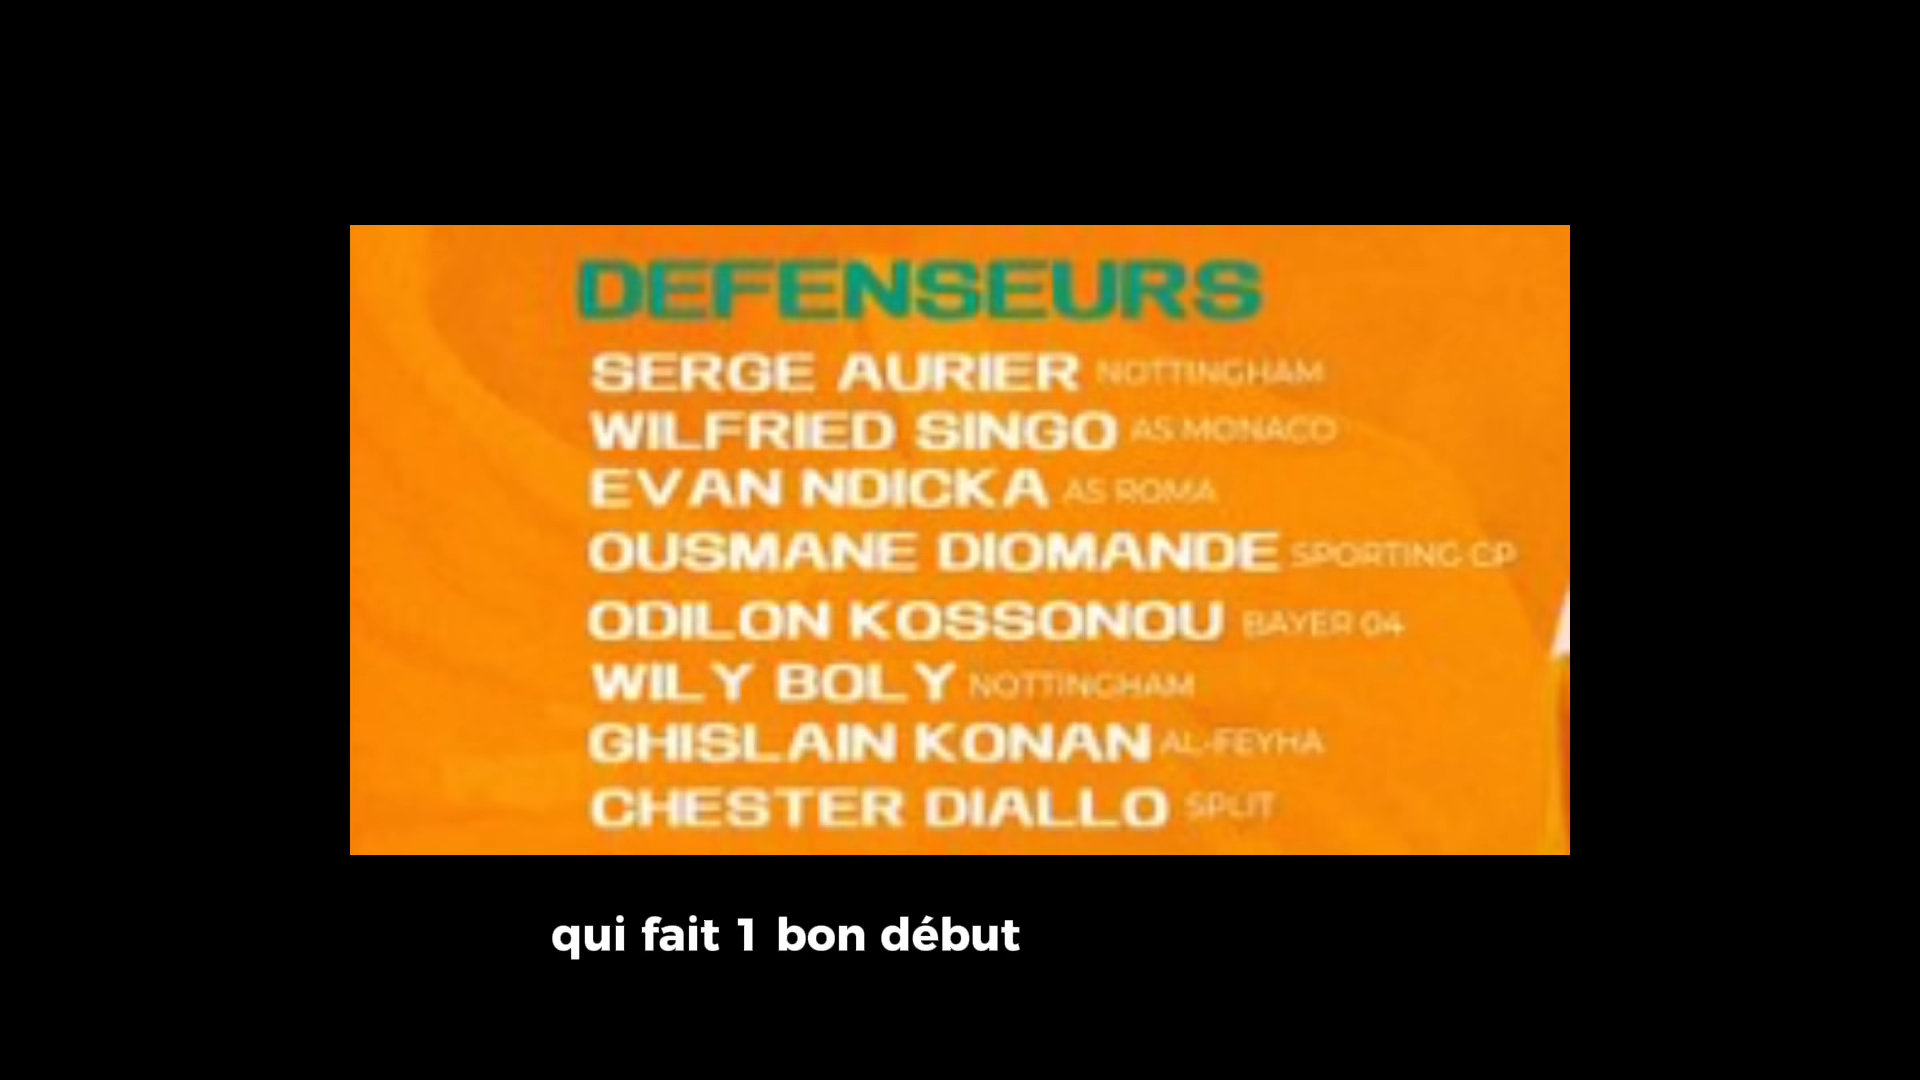 DEFENSEURS
SERGE AURIER NOTTINGHAM
WILFRIED SINGO AS MONACO
EVAN NDICKA AS ROMA
OUSMANE DIOMANDE SPORTING CP
ODILON KOSSONOU BAYER 04
WILY BOLY NOTTINGHAM
GHISLAIN KONAN AL-FEYHA
CHESTER DIALLO SPLIT
qui fait 1 bon début